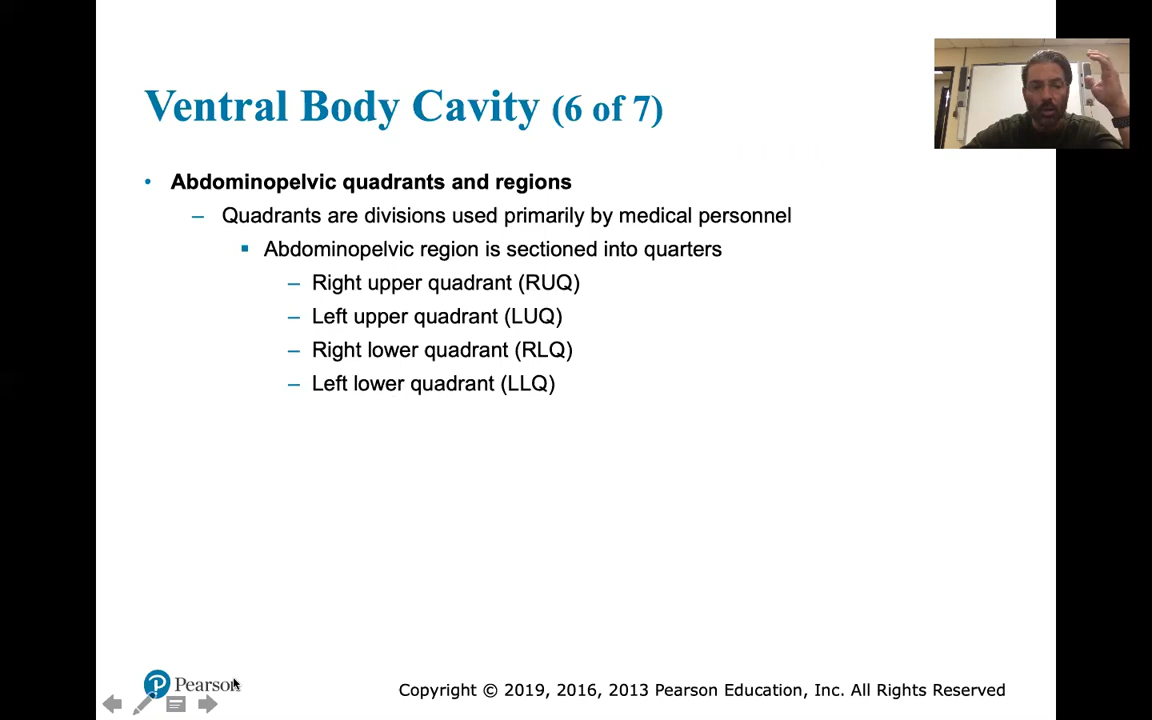 Ventral Body Cavity (6 of 7)
• Abdominopelvic quadrants and regions
– Quadrants are divisions used primarily by medical personnel
▪ Abdominopelvic region is sectioned into quarters
– Right upper quadrant (RUQ)
– Left upper quadrant (LUQ)
– Right lower quadrant (RLQ)
– Left lower quadrant (LLQ)
Pearson
Copyright © 2019, 2016, 2013 Pearson Education, Inc. All Rights Reserved